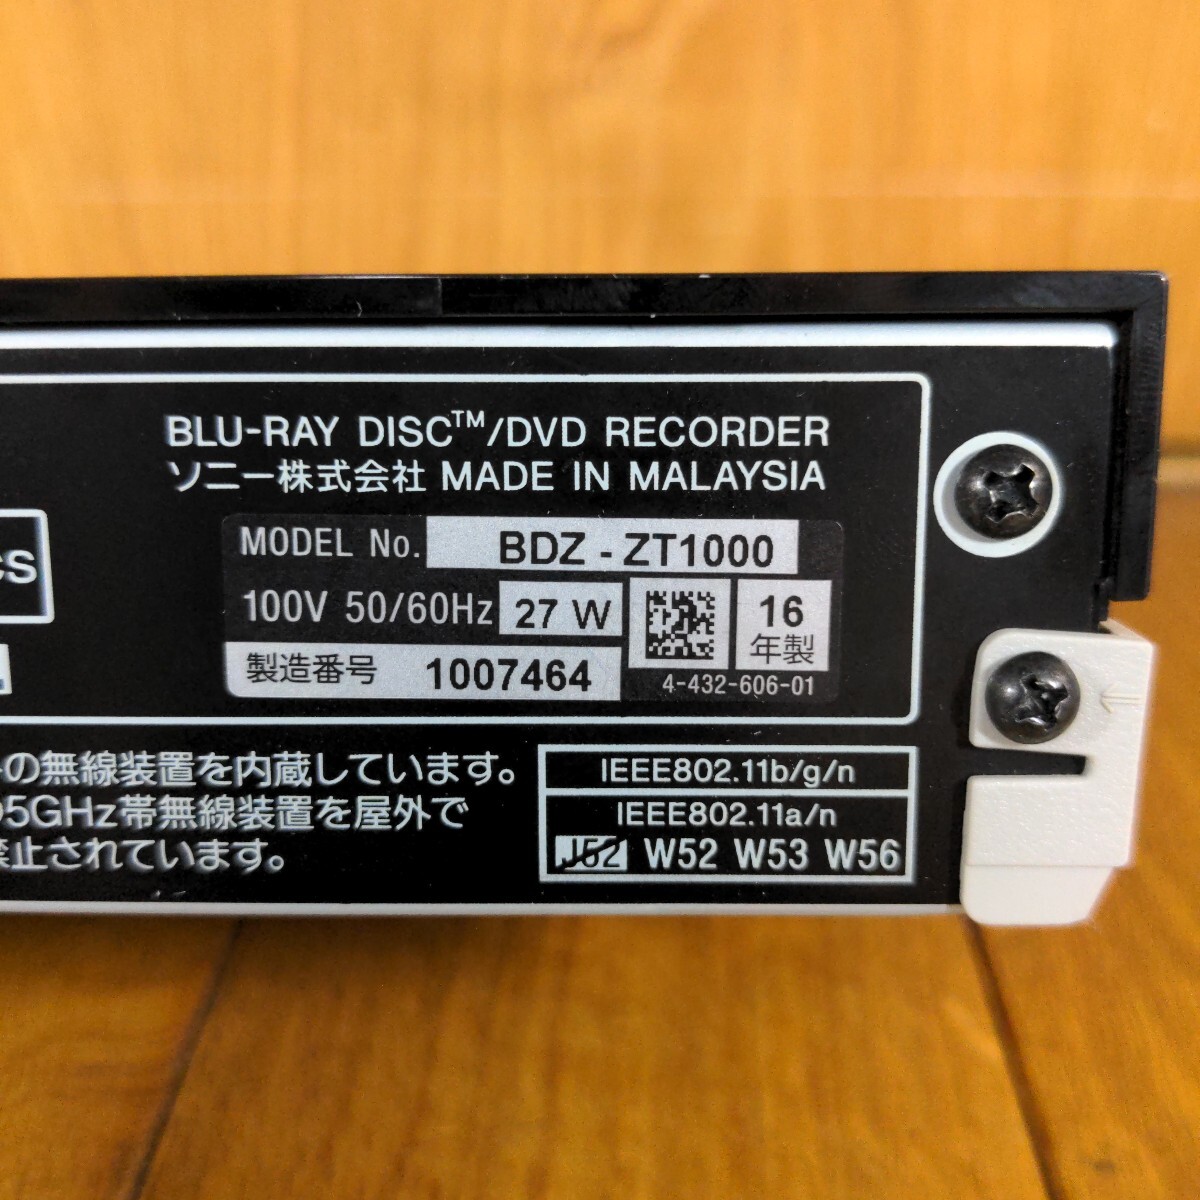 BLU-RAY DISC™/DVD RECORDER
ソニー株式会社 MADE IN MALAYSIA
CS
MODEL No. BDZ - ZT1000
100V 50/60Hz 27 W
16
年製
製造番号 1007464
4-432-606-01
の無線装置を内蔵しています。
5GHz帯無線装置を屋外で
禁止されています。
IEEE802.11b/g/n
IEEE802.11a/n
J52 W52 W53 W56